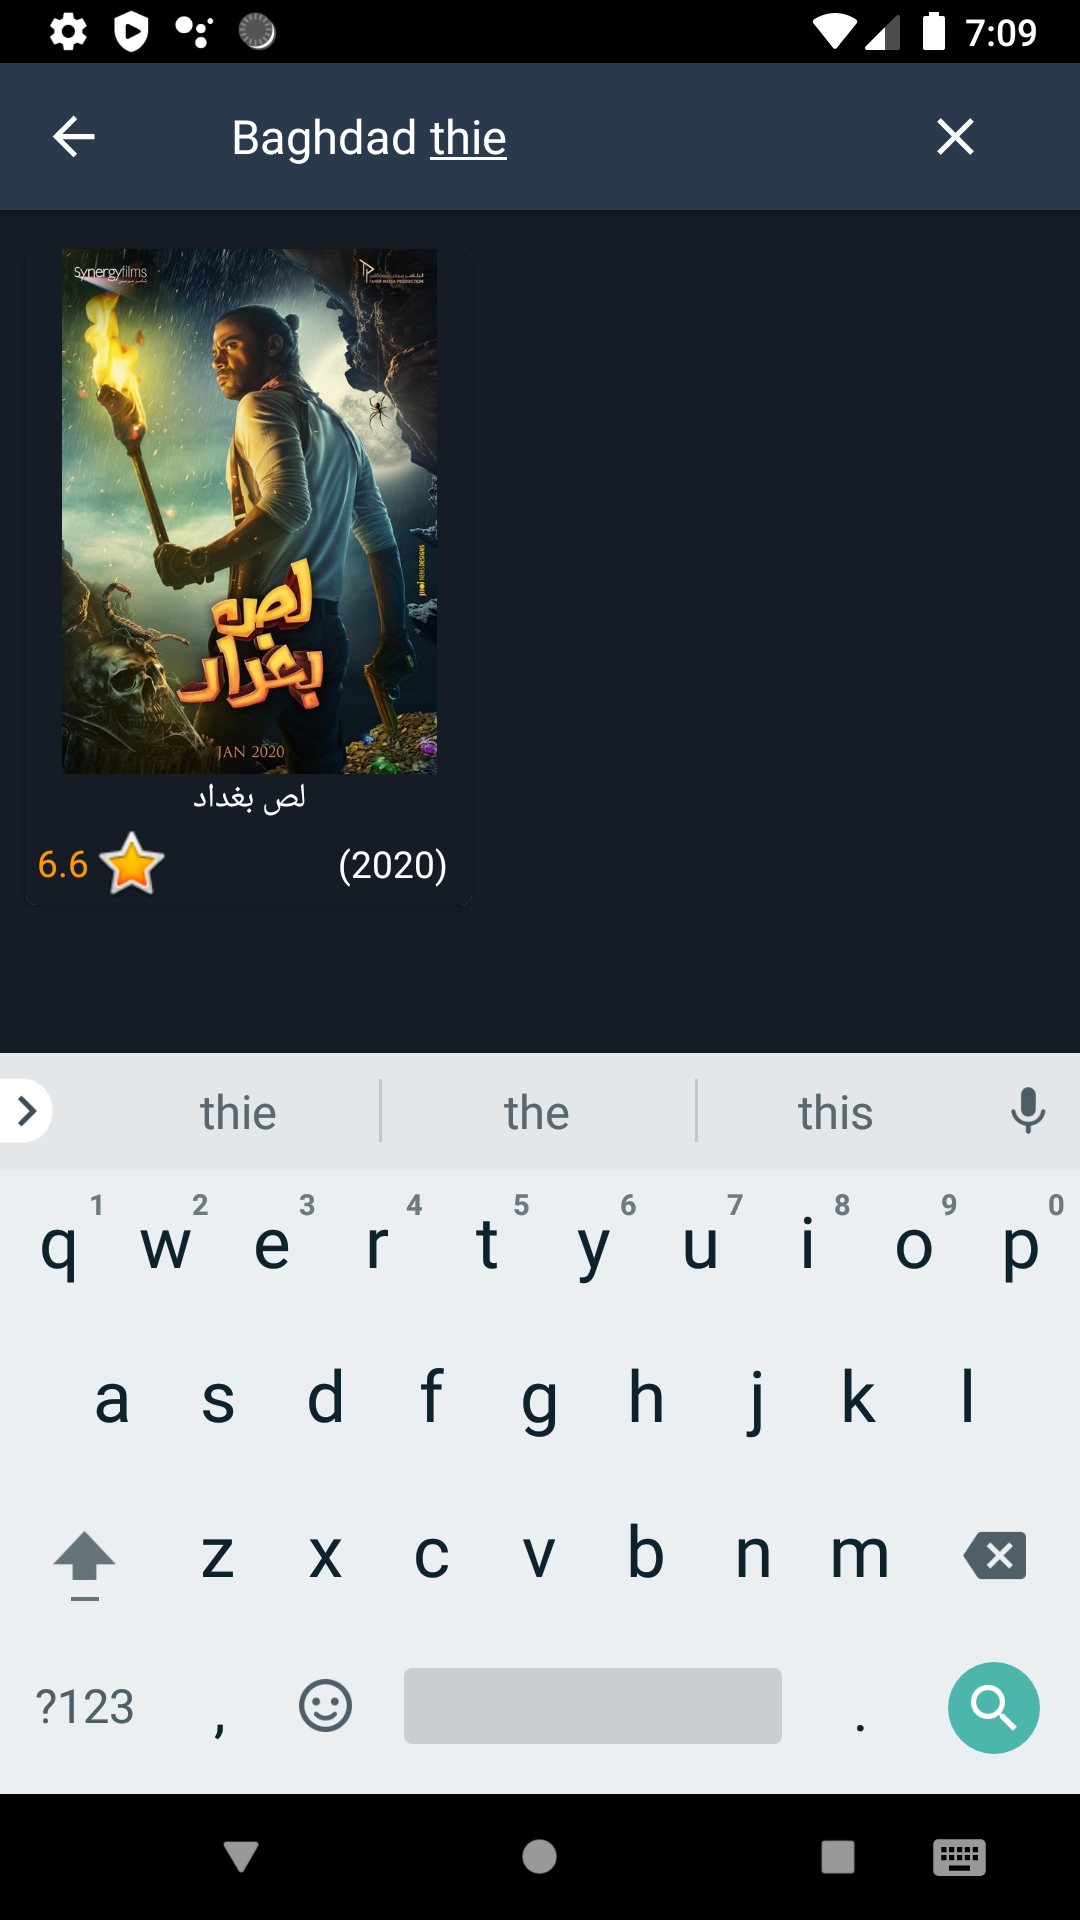 7:09
Baghdad thie
Synergyfilms
لص
بغداد
JAN 2020
لص بغداد
6.6
(2020)
thie
the
this
1 2 3 4 5 6 7 8 9 0
q w e r t y u i o p
a s d f g h j k l
z x c v b n m
?123 , .